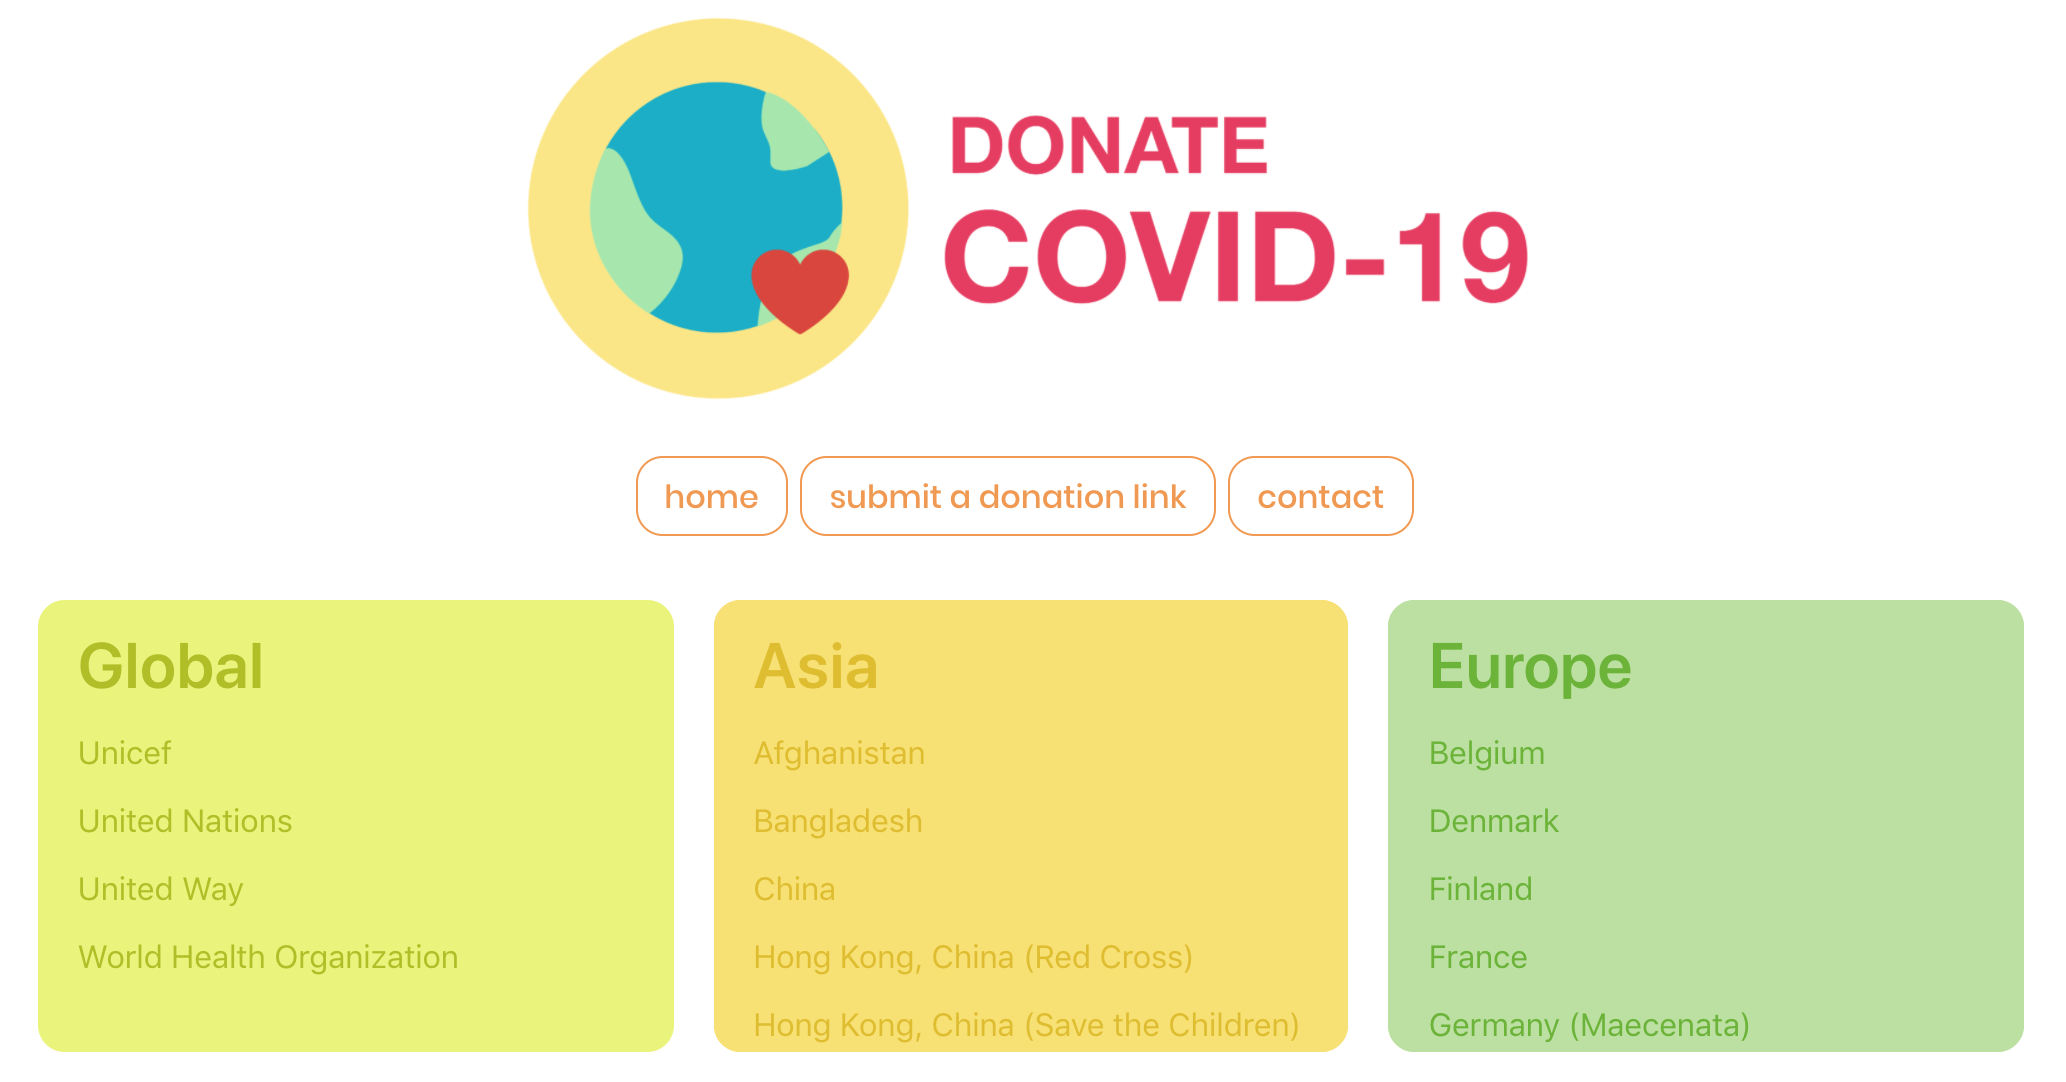 DONATE
COVID-19
home
submit a donation link
contact
Global
Unicef
United Nations
United Way
World Health Organization
Asia
Afghanistan
Bangladesh
China
Hong Kong, China (Red Cross)
Hong Kong, China (Save the Children)
Europe
Belgium
Denmark
Finland
France
Germany (Maecenata)